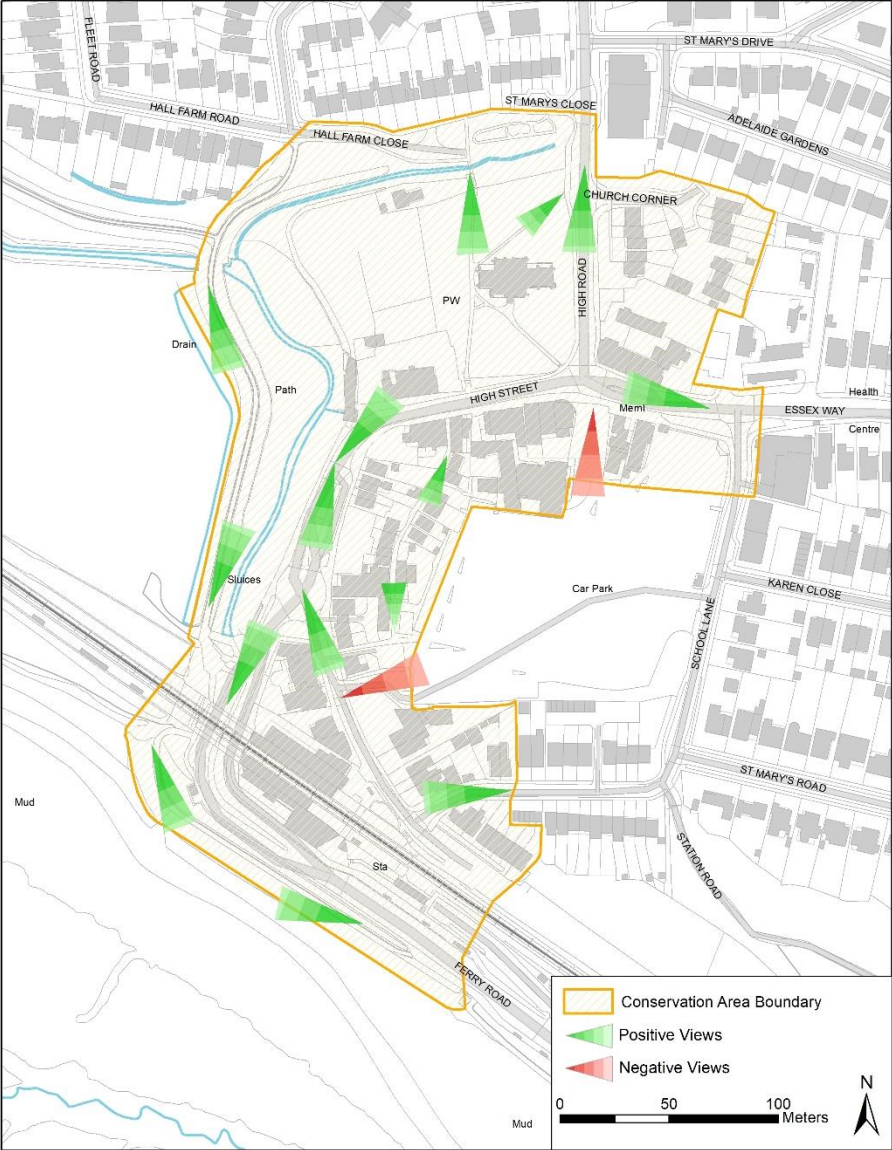 FLEET ROAD
ST MARY'S DRIVE
HALL FARM ROAD
ST MARYS CLOSE
HALL FARM CLOSE
ADELAIDE GARDENS
CHURCH CORNER
HIGH ROAD
PW
Drain
Path
HIGH STREET
Meml
Health
ESSEX WAY
Centre
Sluices
Car Park
KAREN CLOSE
SCHOOL LANE
ST MARY'S ROAD
Mud
STATION ROAD
Sta
FERRY ROAD
Conservation Area Boundary
Positive Views
Negative Views
N
0 50 100
Meters
Mud